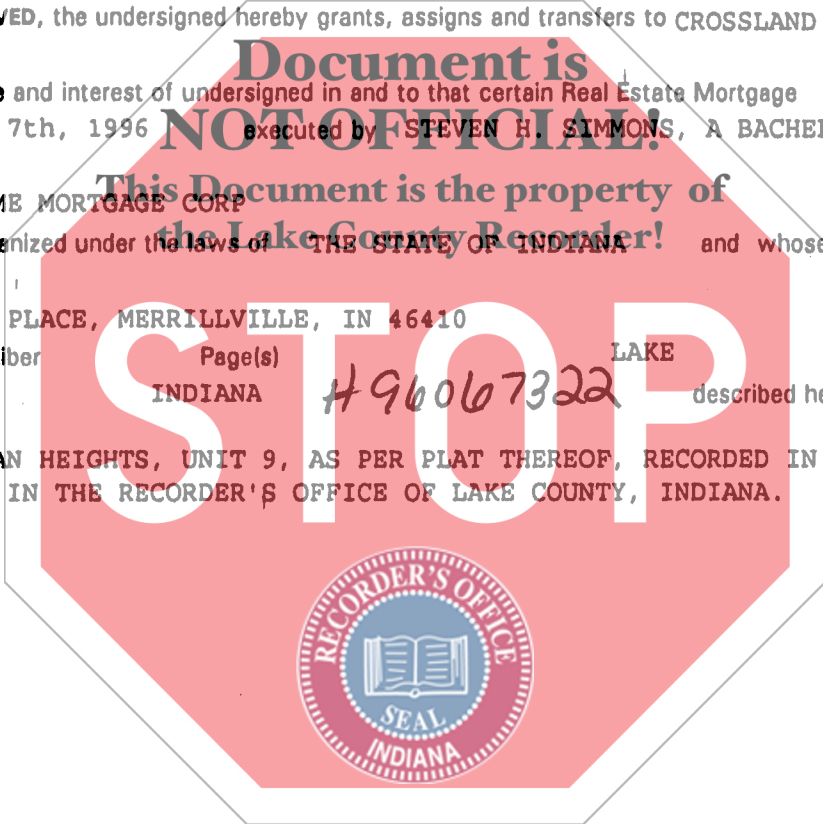 VED, the undersigned hereby grants, assigns and transfers to CROSSLAND
Document is
and interest of undersigned in and to that certain Real Estate Mortgage
7th, 1996 executed by STEVEN H. SIMMONS, A BACHE
NOT OFFICIAL!
This Document is the property of
ME MORTGAGE CORP
the Lake County Recorder!
anized under the laws of THE STATE OF INDIANA and whose
PLACE, MERRILLVILLE, IN 46410
iber Page(s) LAKE
INDIANA #96067322 described he
STOP
AN HEIGHTS, UNIT 9, AS PER PLAT THEREOF, RECORDED IN
IN THE RECORDER'S OFFICE OF LAKE COUNTY, INDIANA.
RECORDER'S OFFICE
SEAL
INDIANA